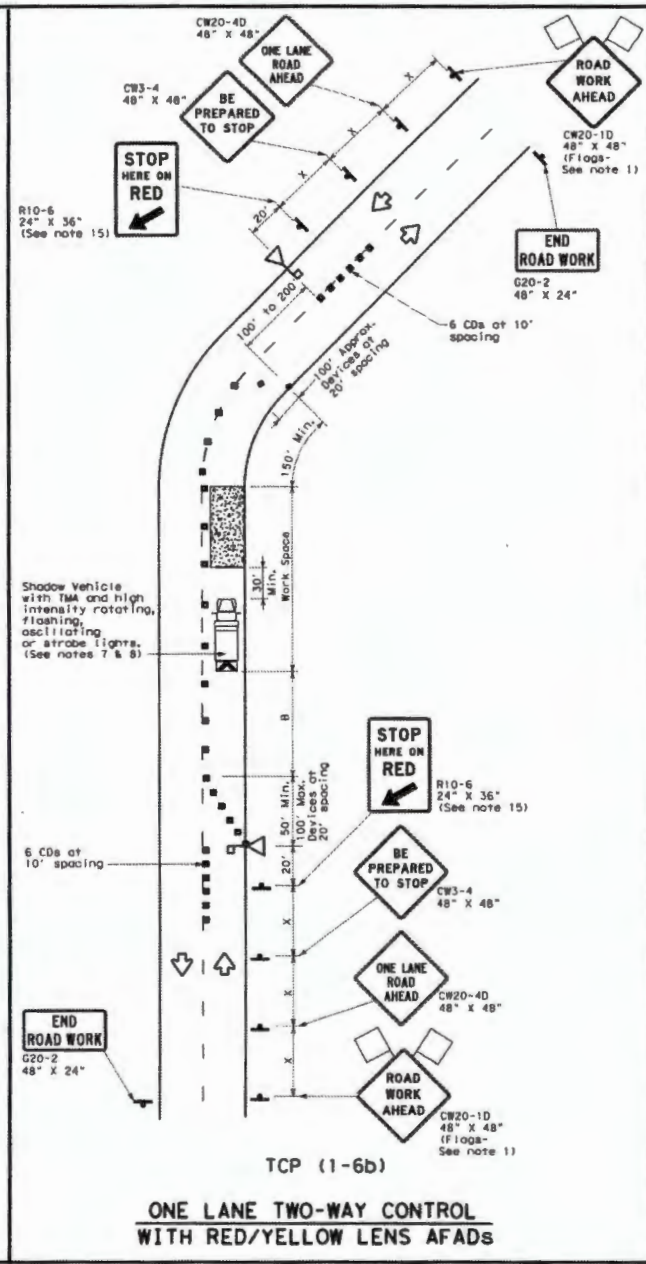 CW20-4D
48" X 48"
ONE LANE
ROAD
AHEAD
CW3-4
48" X 48"
BE
PREPARED
TO STOP
STOP
HERE ON
RED
R10-6
24" X 36"
(See note 15)
ROAD
WORK
AHEAD
CW20-1D
48" X 48"
(Flags-
See note 1)
END
ROAD WORK
G20-2
48" X 24"
X
X
20'
100' to 200'
6 CDs at 10'
spacing
100' Approx.
Devices at
20' spacing
150' Min.
Work Space
30'
Min.
Shadow Vehicle
with TMA and high
intensity rotating,
flashing,
oscillating
or strobe lights.
(See notes 7 & 8)
B
50' Min.
100' Max.
Devices at
20' spacing
20'
X
X
X
STOP
HERE ON
RED
R10-6
24" X 36"
(See note 15)
6 CDs at
10' spacing
BE
PREPARED
TO STOP
CW3-4
48" X 48"
ONE LANE
ROAD
AHEAD
CW20-4D
48" X 48"
END
ROAD WORK
G20-2
48" X 24"
ROAD
WORK
AHEAD
CW20-1D
48" X 48"
(Flags-
See note 1)
TCP (1-6b)
ONE LANE TWO-WAY CONTROL
WITH RED/YELLOW LENS AFADs